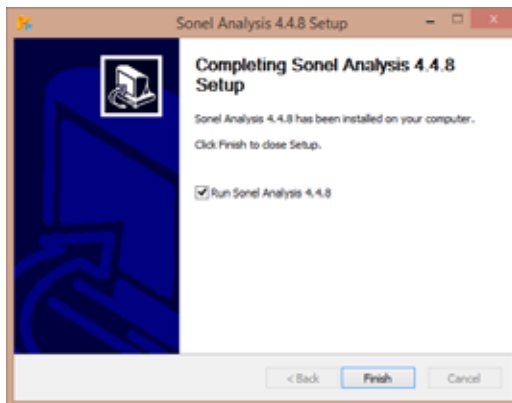 Sonel Analysis 4.4.8 Setup
Completing Sonel Analysis 4.4.8
Setup
Sonel Analysis 4.4.8 has been installed on your computer.
Click Finish to close Setup.
Run Sonel Analysis 4.4.8
< Back Finish Cancel